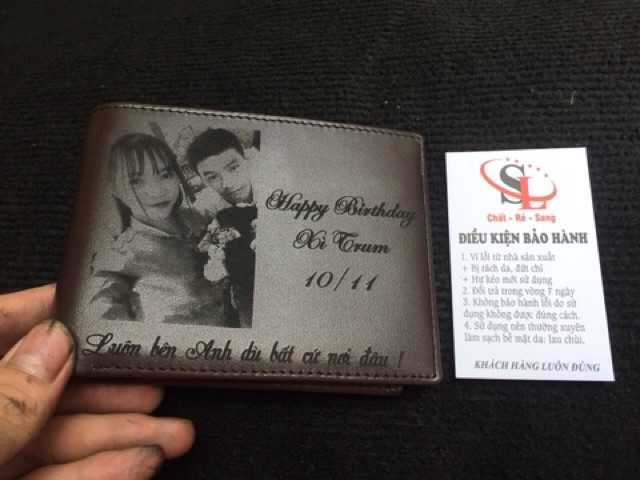 Happy Birthday
Xì Trum
10/11
Luôn bên Anh dù bất cứ nơi đâu !
SL
Chất - Rẻ - Sang
ĐIỀU KIỆN BẢO HÀNH
1. Ví lỗi từ nhà sản xuất
+ Bị rách da, đứt chỉ
+ Hư kéo mới sử dụng
2. Đổi trả trong vòng 7 ngày
3. Không bảo hành lỗi do sử
dụng không được đúng cách.
4. Sử dụng nên thường xuyên
làm sạch bề mặt da: lau chùi,
KHÁCH HÀNG LUÔN ĐÚNG